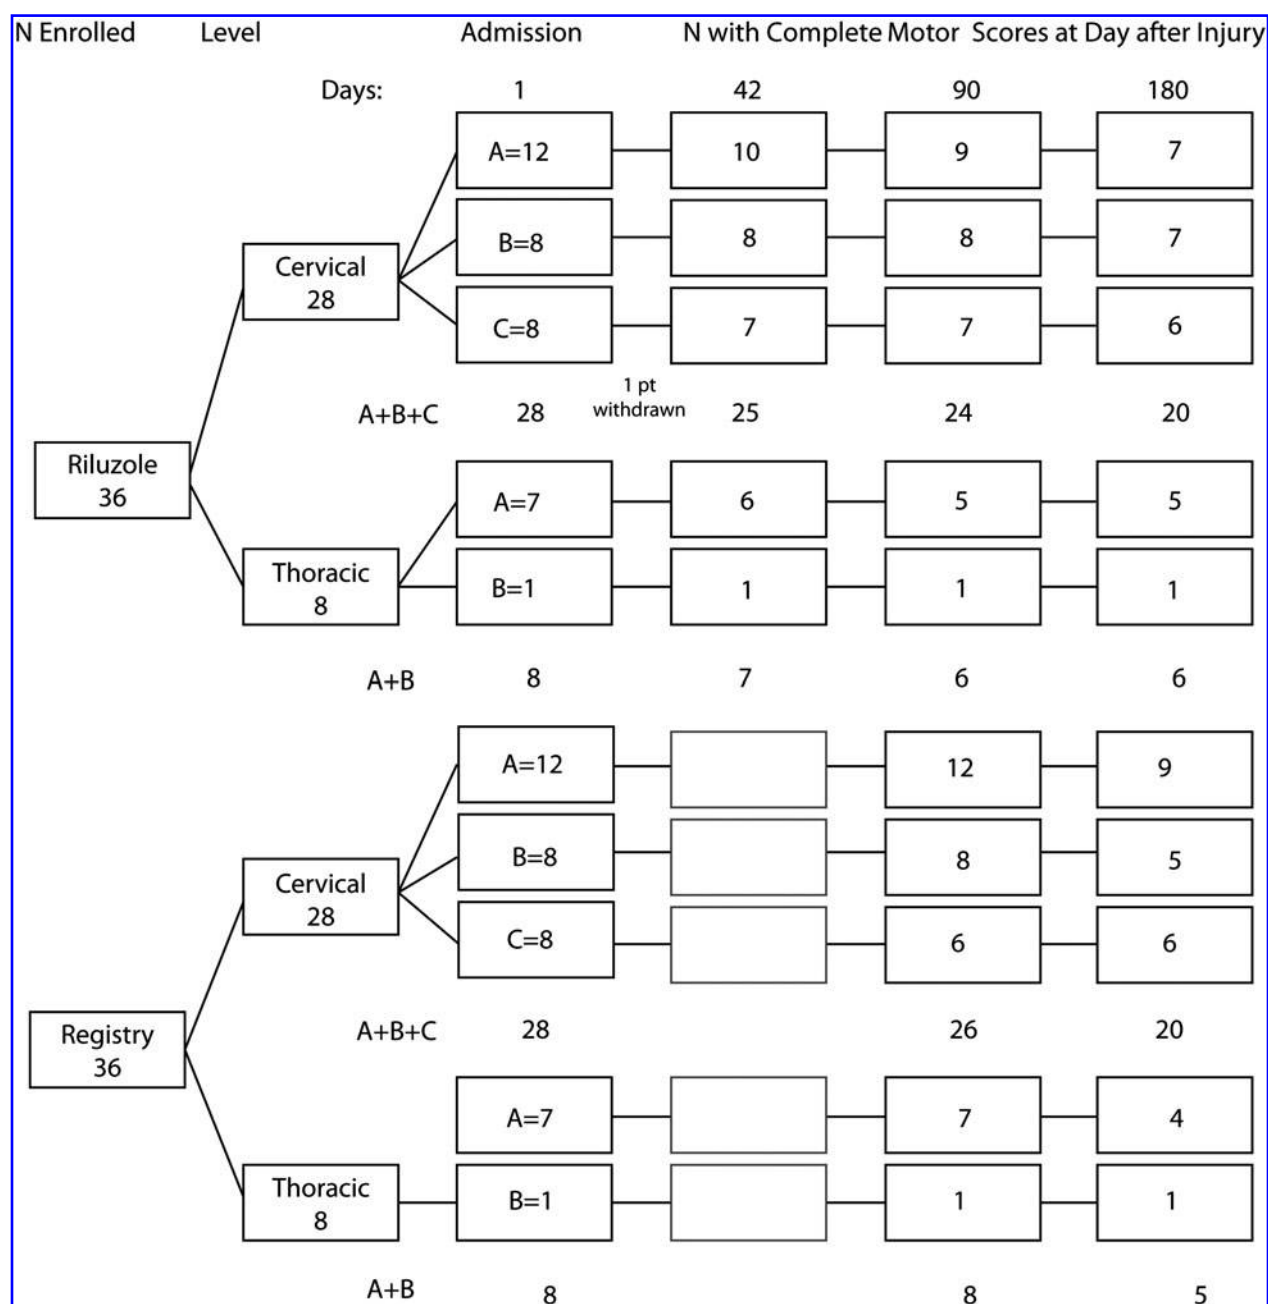 N Enrolled Level Admission N with Complete Motor Scores at Day after Injury
Days: 1 42 90 180
A=12 10 9 7
B=8 8 8 7
Cervical
28
C=8 7 7 6
1 pt
withdrawn
A+B+C 28 25 24 20
Riluzole
36
A=7 6 5 5
Thoracic
8
B=1 1 1 1
A+B 8 7 6 6
A=12 12 9
B=8 8 5
Cervical
28
C=8 6 6
A+B+C 28 26 20
Registry
36
A=7 7 4
Thoracic
8
B=1 1 1
A+B 8 8 5